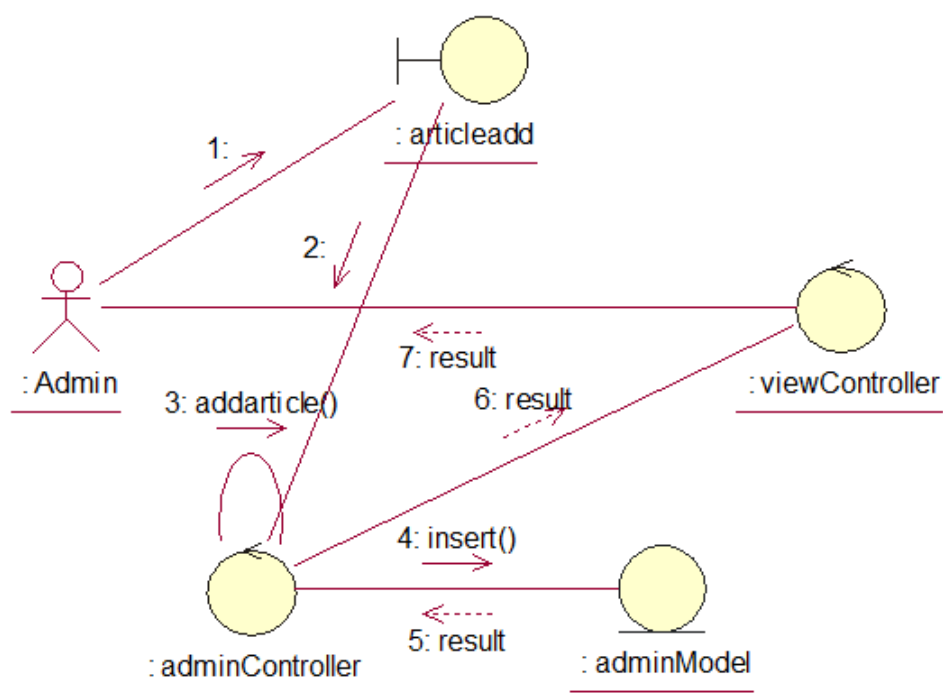 : articleadd
1:
2:
: Admin
7: result
: viewController
3: addarticle()
6: result
4: insert()
5: result
: adminController
: adminModel